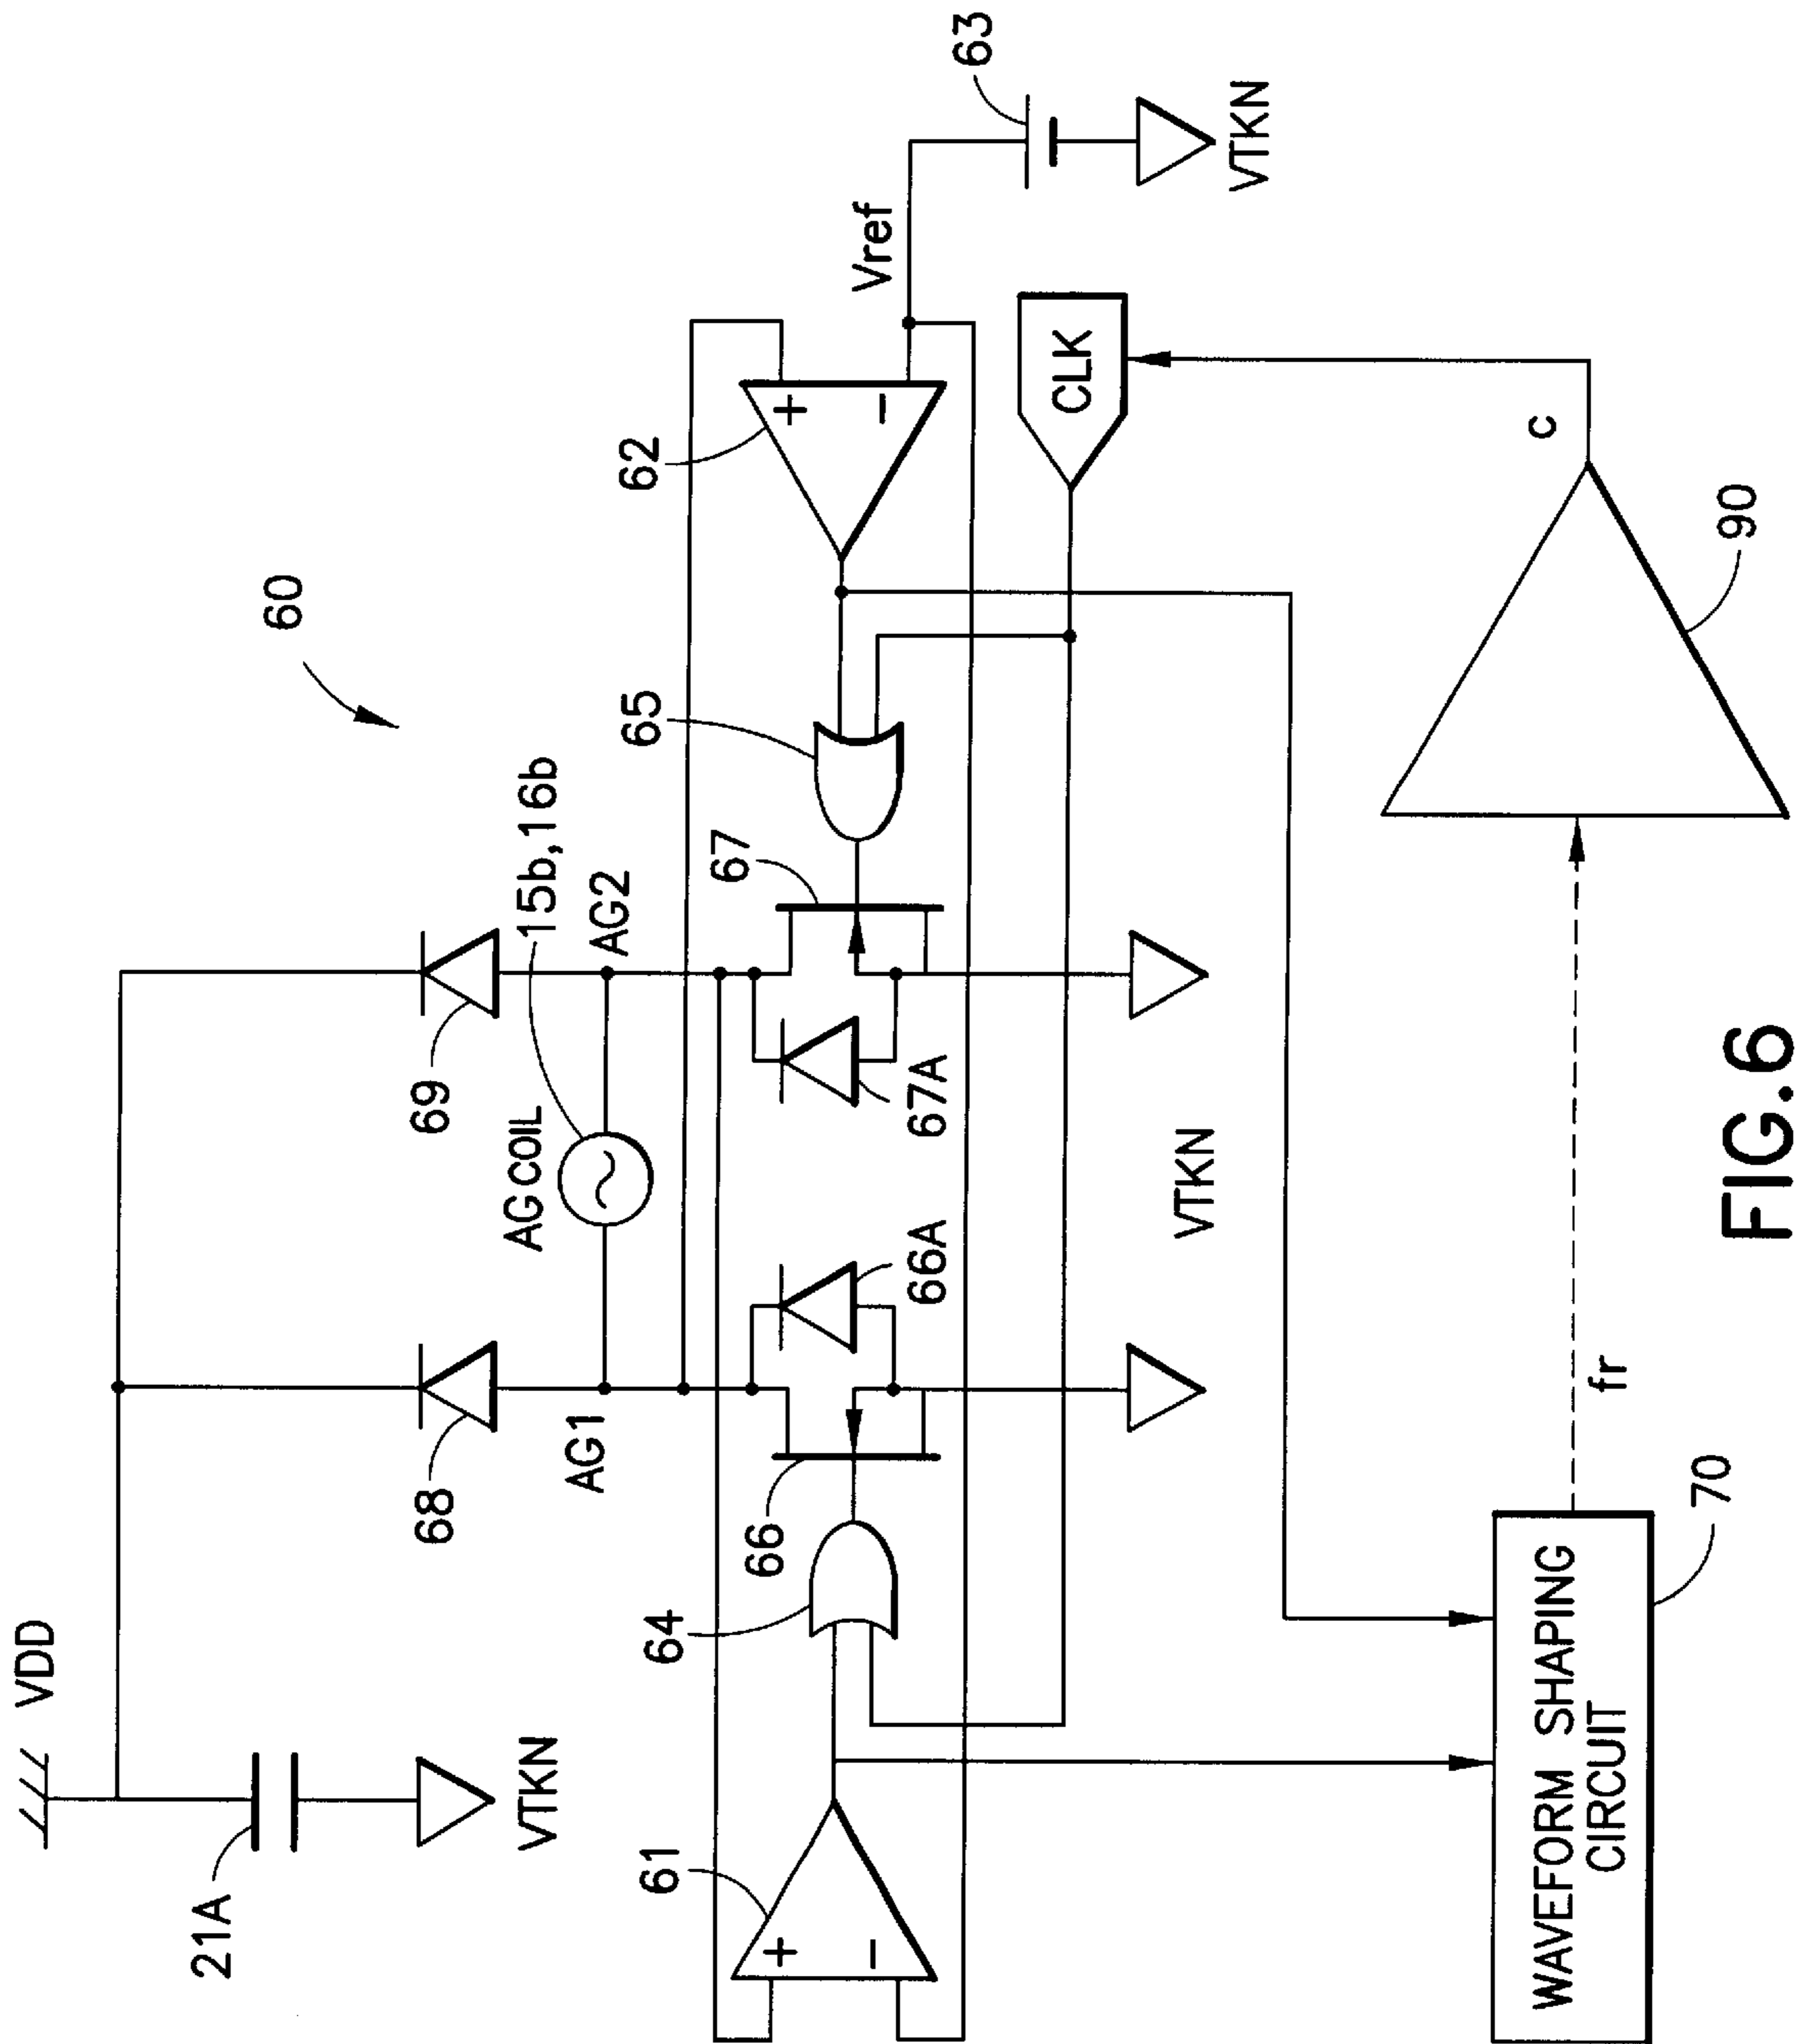 60
VDD
21A
VTKN
68
69
AG COIL
15b,16b
AG1
AG2
61
62
64
65
66
67
66A
67A
+
−
+
−
Vref
63
VTKN
VTKN
CLK
c
WAVEFORM SHAPING
CIRCUIT
70
fr
90
FIG.6